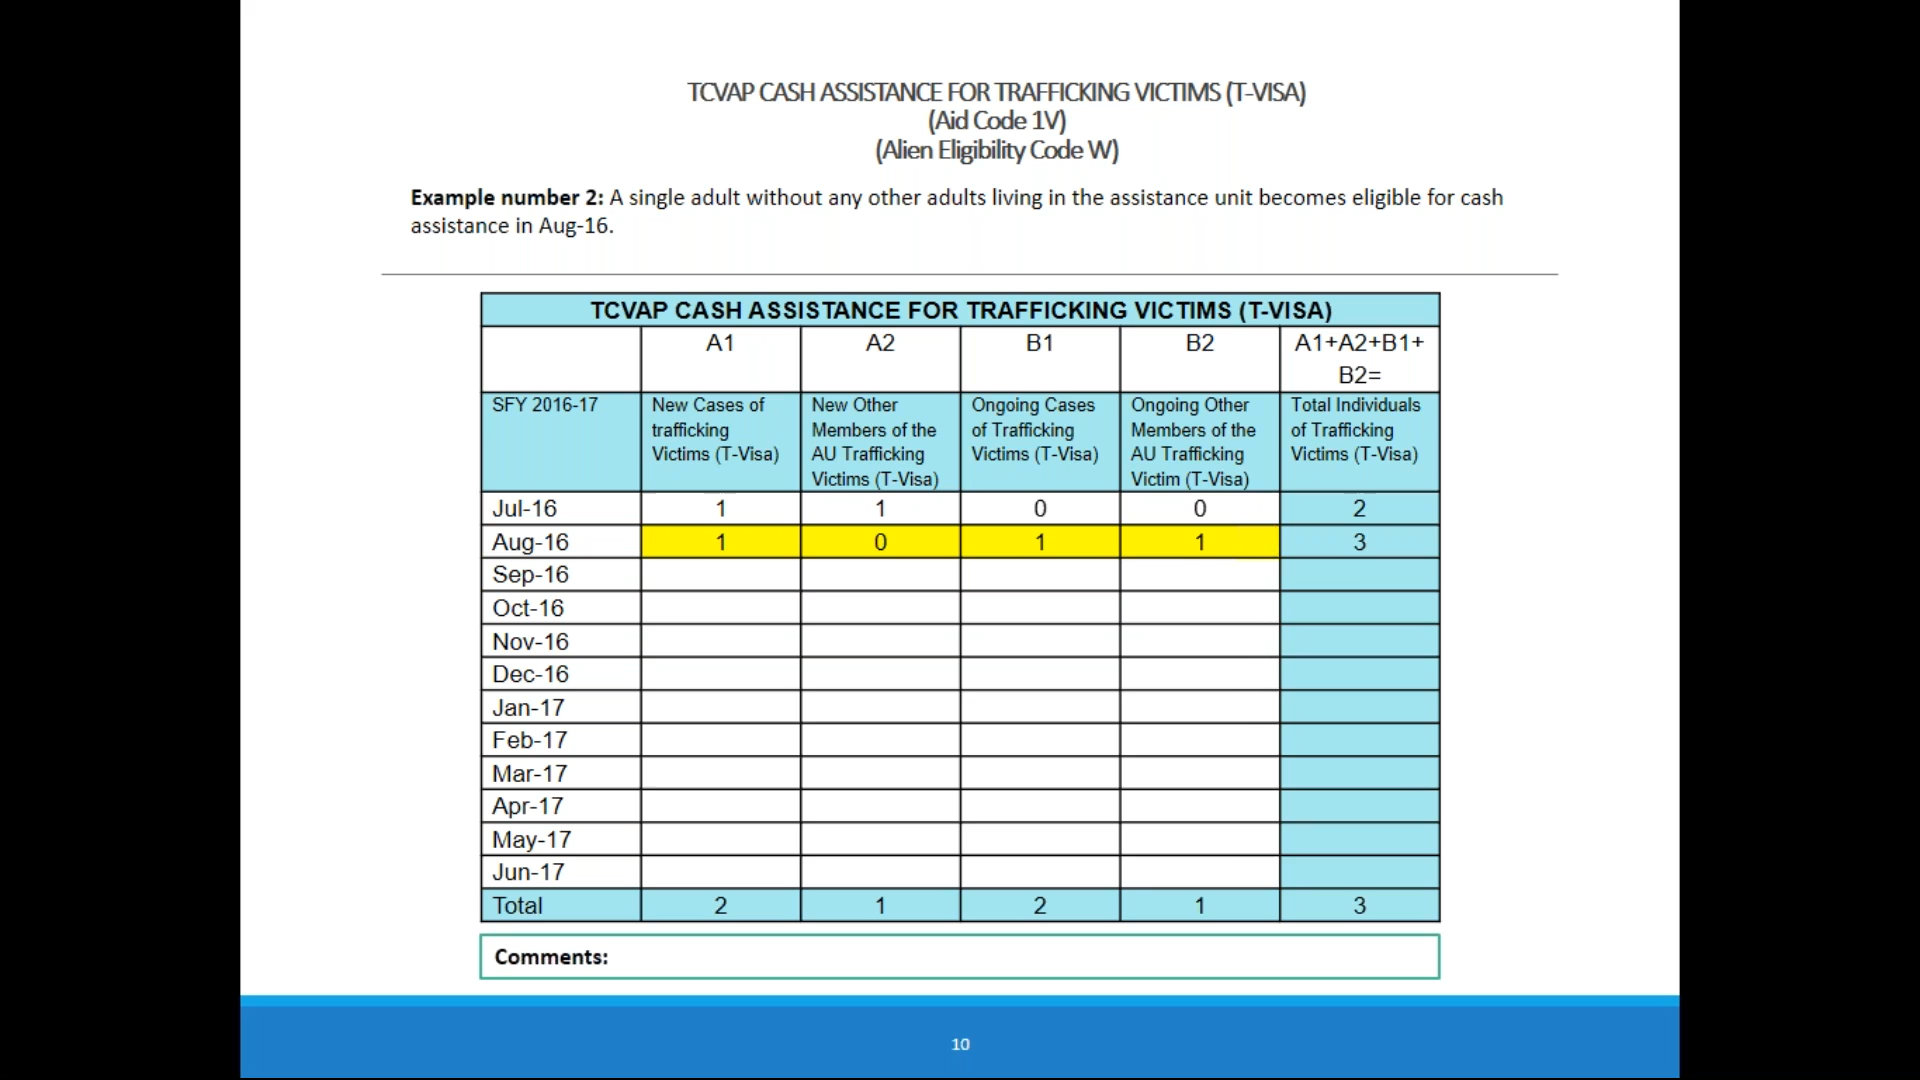 TCVAP CASH ASSISTANCE FOR TRAFFICKING VICTIMS (T-VISA)
(Aid Code 1V)
(Alien Eligibility Code W)
Example number 2: A single adult without any other adults living in the assistance unit becomes eligible for cash
assistance in Aug-16.
TCVAP CASH ASSISTANCE FOR TRAFFICKING VICTIMS (T-VISA)
A1 A2 B1 B2 A1+A2+B1+
B2=
SFY 2016-17 New Cases of New Other Ongoing Cases Ongoing Other Total Individuals
trafficking Members of the of Trafficking Members of the of Trafficking
Victims (T-Visa) AU Trafficking Victims (T-Visa) AU Trafficking Victims (T-Visa)
Victims (T-Visa) Victim (T-Visa)
Jul-16 1 1 0 0 2
Aug-16 1 0 1 1 3
Sep-16
Oct-16
Nov-16
Dec-16
Jan-17
Feb-17
Mar-17
Apr-17
May-17
Jun-17
Total 2 1 2 1 3
Comments:
10